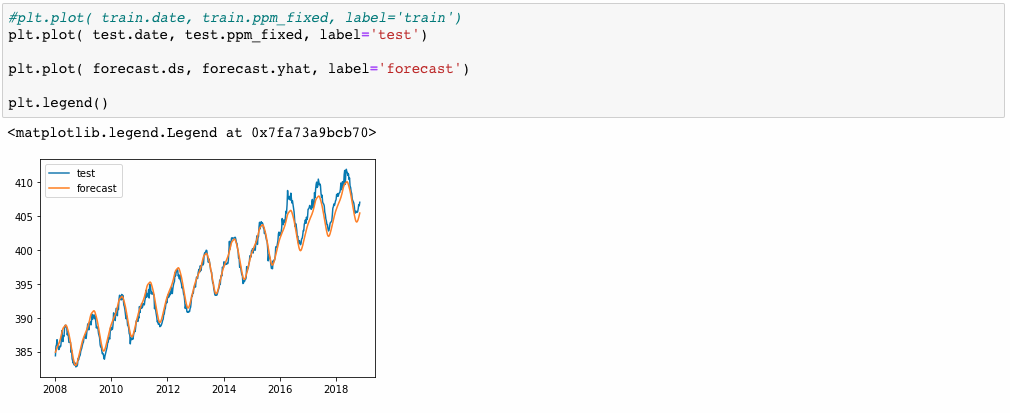 #plt.plot( train.date, train.ppm_fixed, label='train')
plt.plot( test.date, test.ppm_fixed, label='test')
plt.plot( forecast.ds, forecast.yhat, label='forecast')
plt.legend()
<matplotlib.legend.Legend at 0x7fa73a9bcb70>
test
forecast
410
405
400
395
390
385
2008 2010 2012 2014 2016 2018